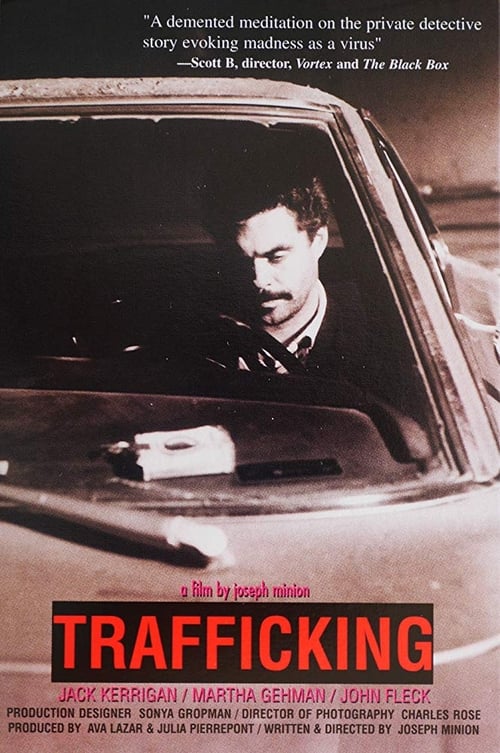 "A demented meditation on the private detective
story evoking madness as a virus"
—Scott B, director, Vortex and The Black Box
a film by joseph minion
TRAFFICKING
JACK KERRIGAN / MARTHA GEHMAN / JOHN FLECK
PRODUCTION DESIGNER SONYA GROPMAN / DIRECTOR OF PHOTOGRAPHY CHARLES ROSE
PRODUCED BY AVA LAZAR & JULIA PIERREPONT / WRITTEN & DIRECTED BY JOSEPH MINION